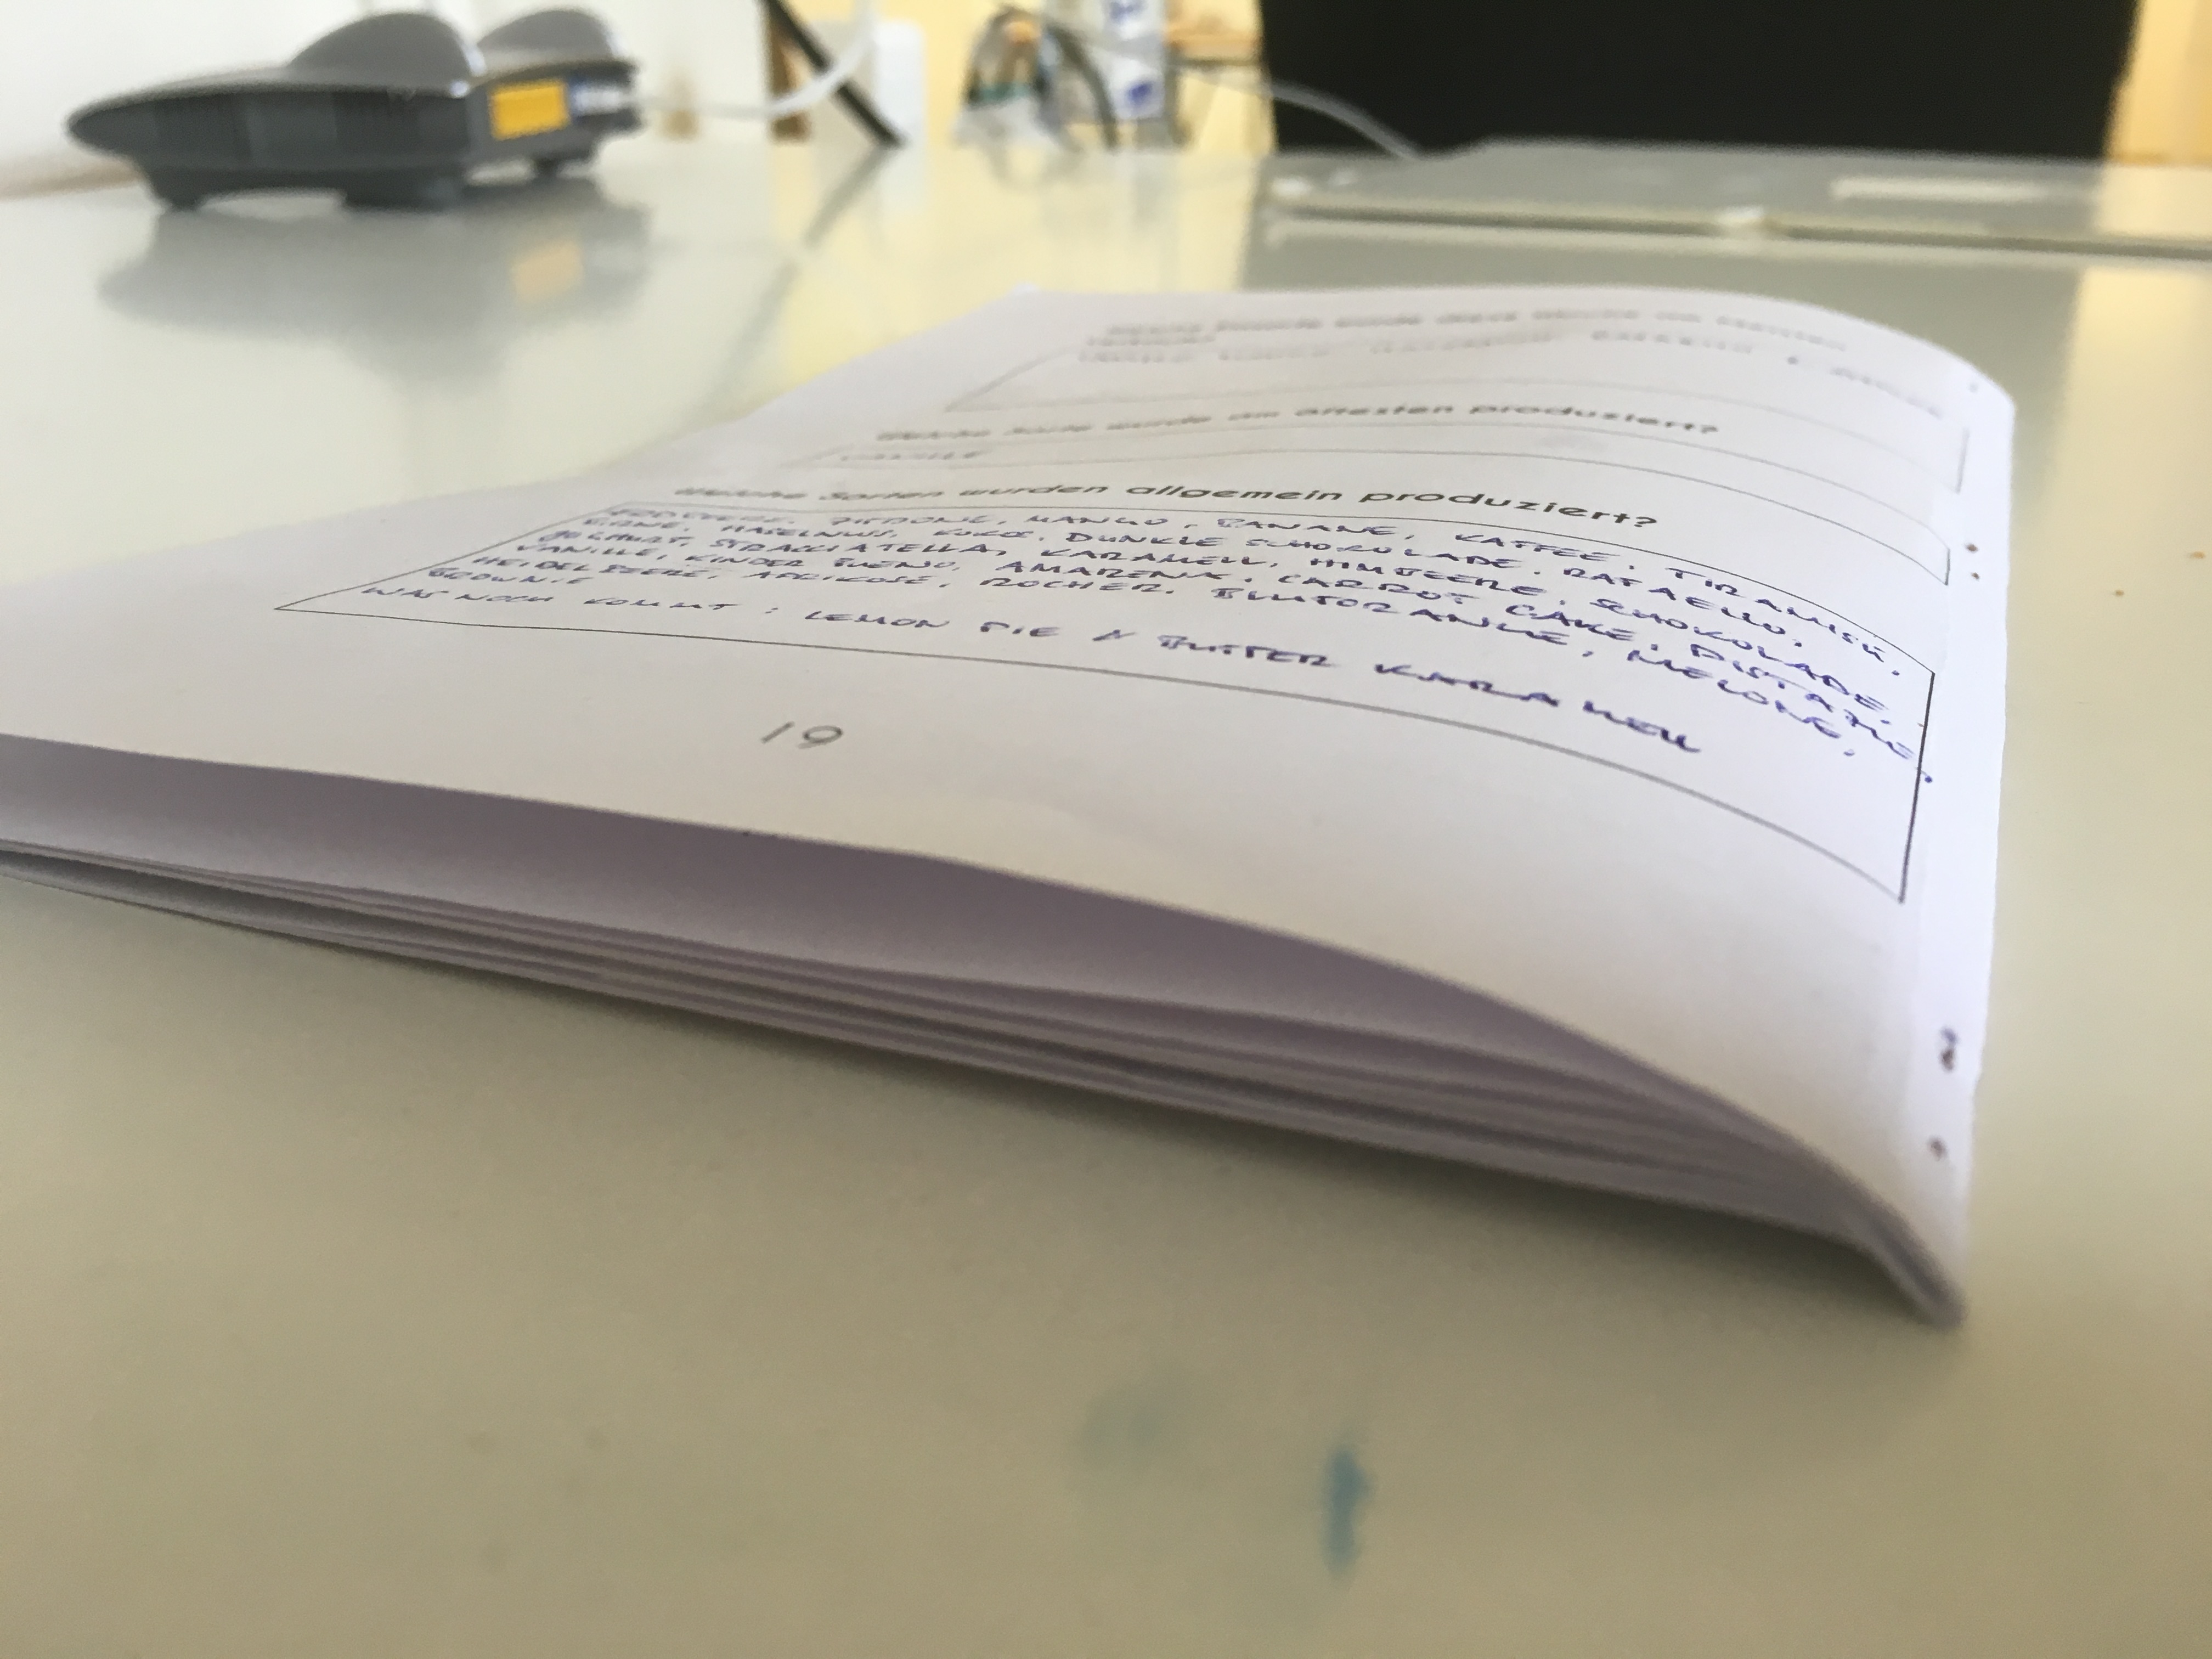 Welche Sorte wurde am ältesten produziert?
VANILLE
Welche Sorten wurden allgemein produziert?
ERDBEERE, ZITRONE, MANGO, BANANE, KAFFEE, TIRAMISU,
BIRNE, HASELNUSS, KOKOS, DUNKLE SCHOKOLADE, RAFAELLO,
JOGHURT, STRACCIATELLA, KARAMELL, HIMBEERE, SCHOKOLADE,
VANILLE, KINDER BUENO, AMARENA, CARROT CAKE, PISTAZIE,
HEIDELBEERE, APRIKOSE, ROCHER, BLUTORANGE, MELONE,
BROWNIE
WAS NOCH KOMMT : LEMON PIE // BUTTER KARAMELL
19